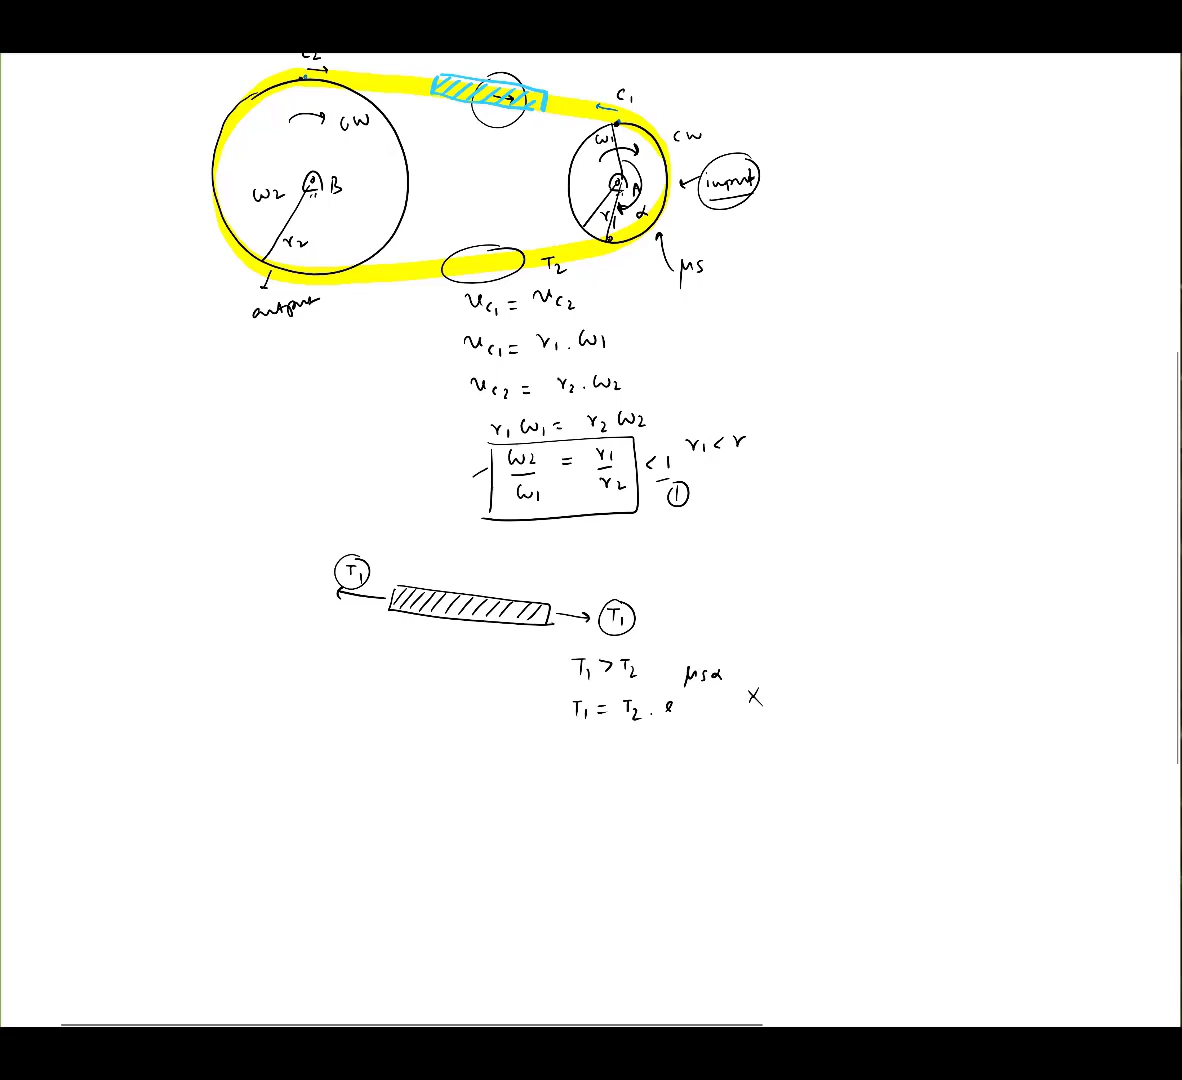 C2
C1
CW
ω1
CW
input
B
A
ω2
r1
α
r2
T2
μs
output
vC1 = vC2
vC1 = r1 . ω1
vC2 = r2 . ω2
r1 ω1 = r2 ω2
ω2/ω1 = r1/r2 < 1 r1 < r
1
T1
T1
T1 > T2
T1 = T2 . e^μsα X